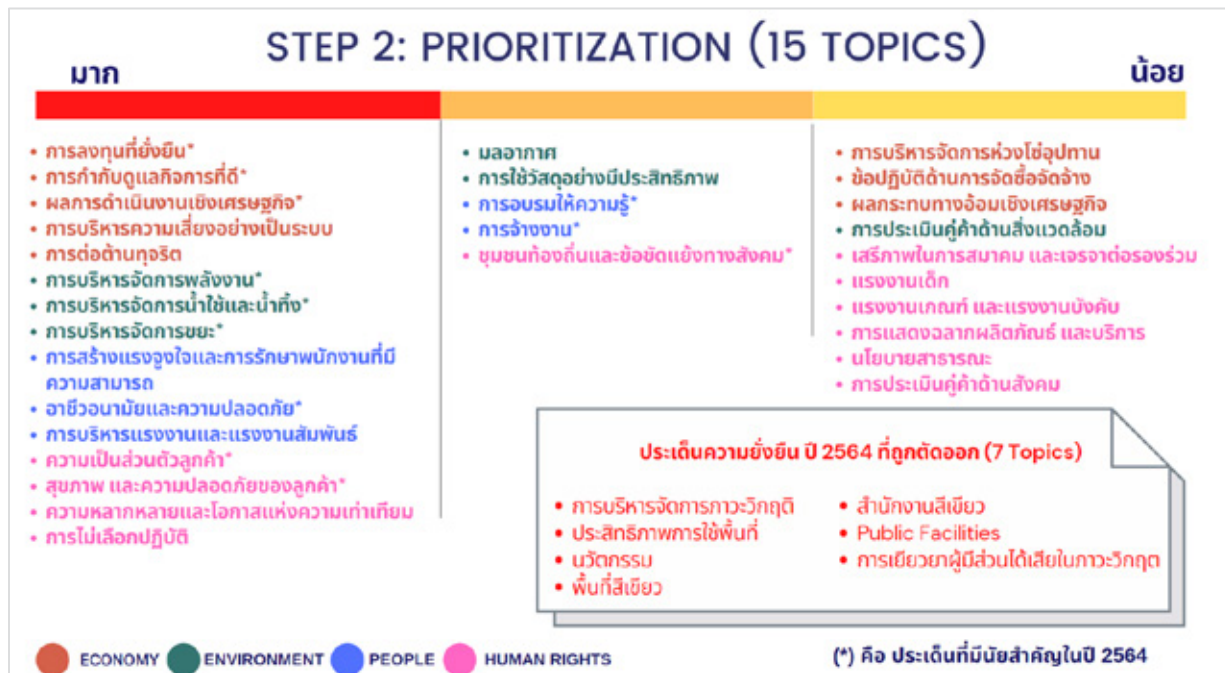 STEP 2: PRIORITIZATION (15 TOPICS)
มาก
น้อย
• การลงทุนที่ยั่งยืน*
• การกำกับดูแลกิจการที่ดี*
• ผลการดำเนินงานเชิงเศรษฐกิจ*
• การบริหารความเสี่ยงอย่างเป็นระบบ
• การต่อต้านทุจริต
• การบริหารจัดการพลังงาน*
• การบริหารจัดการน้ำใช้และน้ำทิ้ง*
• การบริหารจัดการขยะ*
• การสร้างแรงจูงใจและการรักษาพนักงานที่มี
ความสามารถ
• อาชีวอนามัยและความปลอดภัย*
• การบริหารแรงงานและแรงงานสัมพันธ์
• ความเป็นส่วนตัวลูกค้า*
• สุขภาพ และความปลอดภัยของลูกค้า*
• ความหลากหลายและโอกาสแห่งความเท่าเทียม
• การไม่เลือกปฏิบัติ
• มลอากาศ
• การใช้วัสดุอย่างมีประสิทธิภาพ
• การอบรมให้ความรู้*
• การจ้างงาน*
• ชุมชนท้องถิ่นและข้อขัดแย้งทางสังคม*
• การบริหารจัดการห่วงโซ่อุปทาน
• ข้อปฏิบัติด้านการจัดซื้อจัดจ้าง
• ผลกระทบทางอ้อมเชิงเศรษฐกิจ
• การประเมินคู่ค้าด้านสิ่งแวดล้อม
• เสรีภาพในการสมาคม และเจรจาต่อรองร่วม
• แรงงานเด็ก
• แรงงานเกณฑ์ และแรงงานบังคับ
• การแสดงฉลากผลิตภัณฑ์ และบริการ
• นโยบายสาธารณะ
• การประเมินคู่ค้าด้านสังคม
ประเด็นความยั่งยืน ปี 2564 ที่ถูกตัดออก (7 Topics)
• การบริหารจัดการภาวะวิกฤติ
• ประสิทธิภาพการใช้พื้นที่
• นวัตกรรม
• พื้นที่สีเขียว
• สำนักงานสีเขียว
• Public Facilities
• การเยียวยาผู้มีส่วนได้เสียในภาวะวิกฤต
ECONOMY ENVIRONMENT PEOPLE HUMAN RIGHTS
(*) คือ ประเด็นที่มีนัยสำคัญในปี 2564